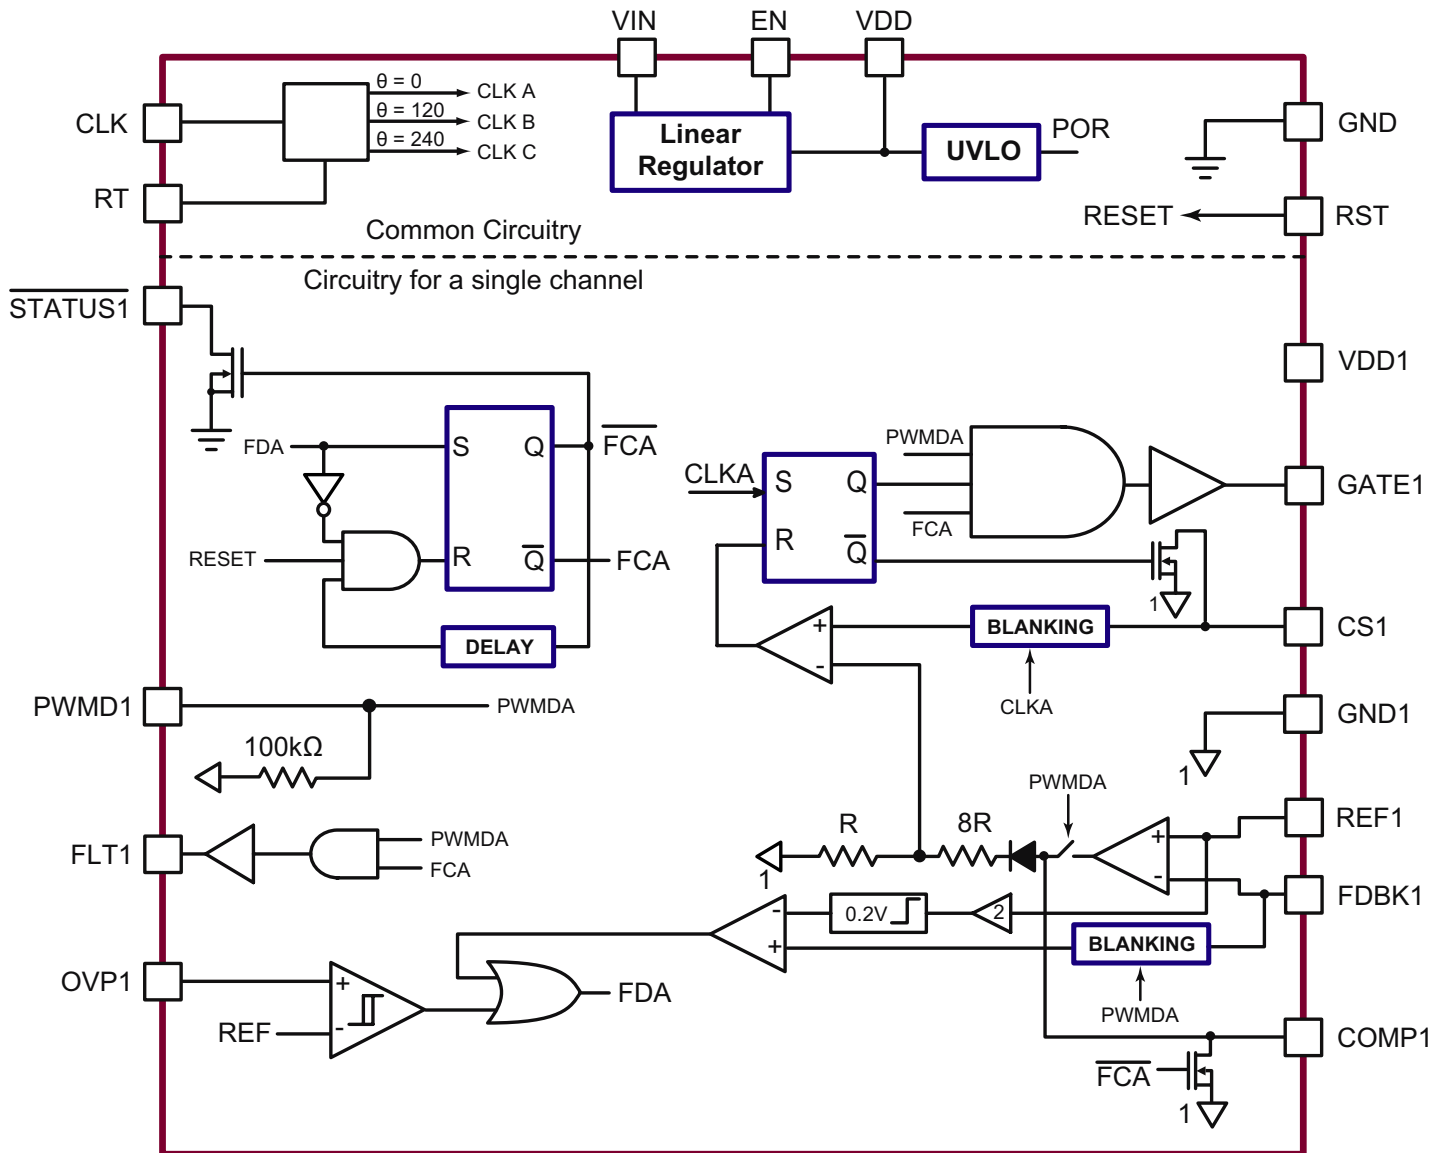 VIN EN VDD
CLK
θ = 0 CLK A
θ = 120 CLK B
θ = 240 CLK C
RT
Linear
Regulator
UVLO
POR
GND
RESET
RST
Common Circuitry
Circuitry for a single channel
STATUS1
VDD1
FDA
S
Q
FCA
RESET
R
Q
FCA
DELAY
CLKA
S
Q
R
Q
PWMDA
FCA
GATE1
1
BLANKING
CS1
CLKA
+
-
PWMD1
PWMDA
100kΩ
GND1
1
FLT1
PWMDA
FCA
PWMDA
R
8R
1
+
-
REF1
FDBK1
0.2V
2
-
+
BLANKING
PWMDA
OVP1
+
REF
-
FDA
COMP1
FCA
1